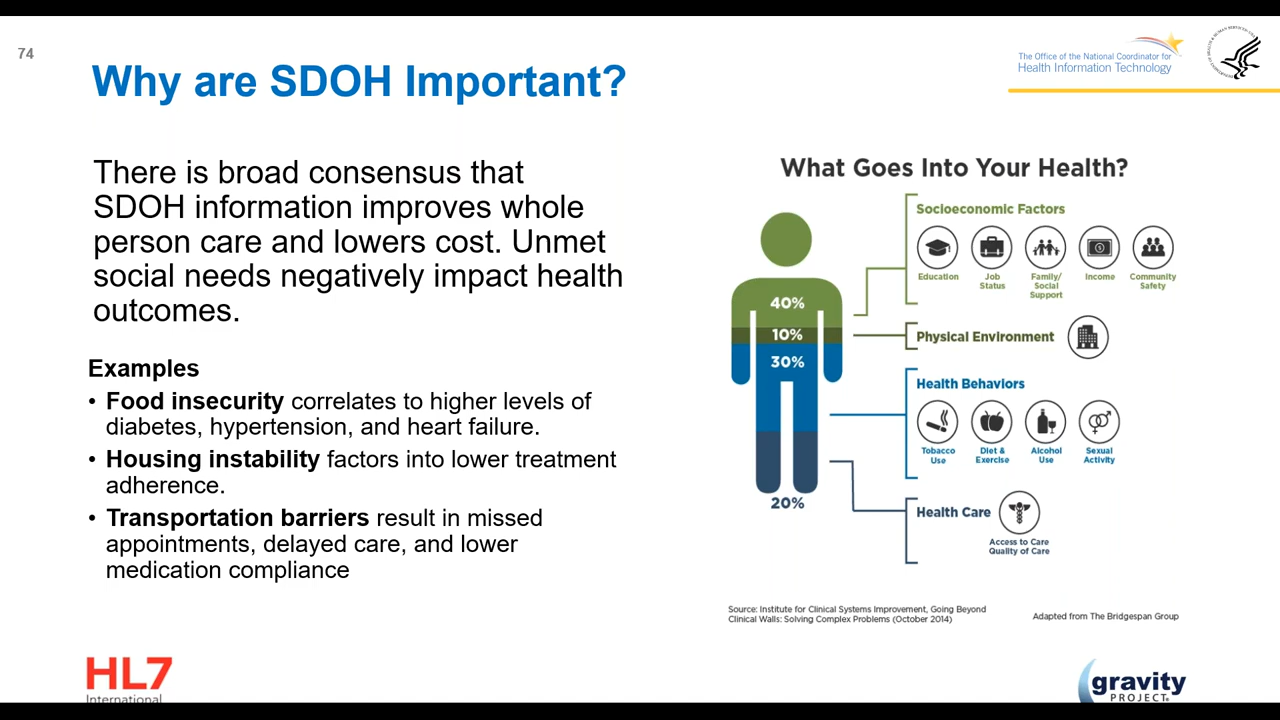 74
Why are SDOH Important?
The Office of the National Coordinator for
Health Information Technology
There is broad consensus that
SDOH information improves whole
person care and lowers cost. Unmet
social needs negatively impact health
outcomes.
Examples
• Food insecurity correlates to higher levels of
diabetes, hypertension, and heart failure.
• Housing instability factors into lower treatment
adherence.
• Transportation barriers result in missed
appointments, delayed care, and lower
medication compliance
What Goes Into Your Health?
40%
10%
30%
20%
Socioeconomic Factors
Education
Job
Status
Family/
Social
Support
Income
Community
Safety
Physical Environment
Health Behaviors
Tobacco
Use
Diet &
Exercise
Alcohol
Use
Sexual
Activity
Health Care
Access to Care
Quality of Care
Source: Institute for Clinical Systems Improvement, Going Beyond
Clinical Walls: Solving Complex Problems (October 2014)
Adapted from The Bridgespan Group
HL7
International
gravity
PROJECT